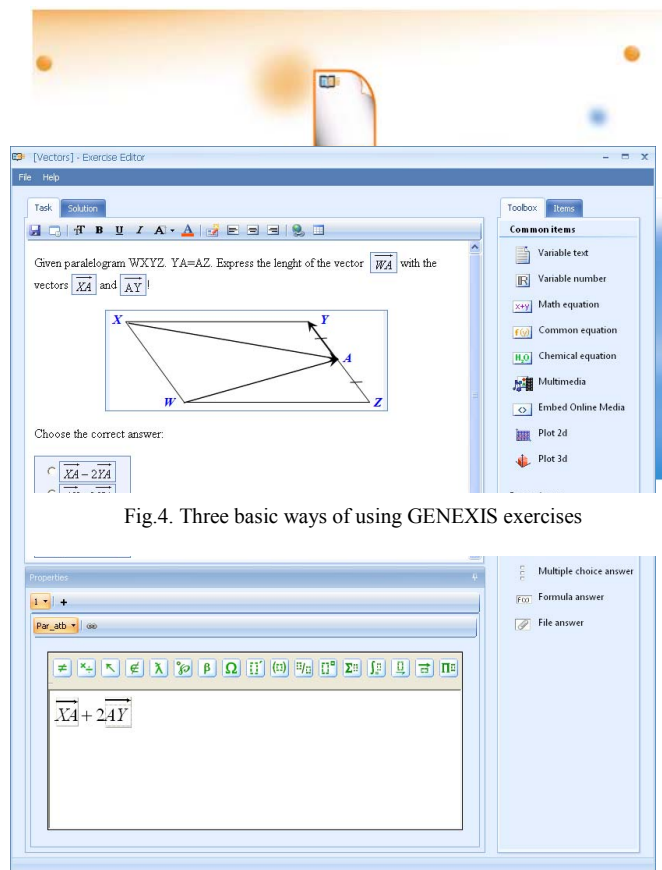 [Vectors] - Exercise Editor
File Help
Task Solution
Toolbox Items
B U I A A
Common items
Given paralelogram WXYZ. YA=AZ. Express the lenght of the vector WA with the
vectors XA and AY!
X Y
A
W Z
Choose the correct answer:
XA – 2YA
Variable text
Variable number
x+y Math equation
f(y) Common equation
H₂O Chemical equation
Multimedia
Embed Online Media
Plot 2d
Plot 3d
Fig.4. Three basic ways of using GENEXIS exercises
Multiple choice answer
F(x) Formula answer
File answer
Properties
1 +
Par_atb
XA + 2AY